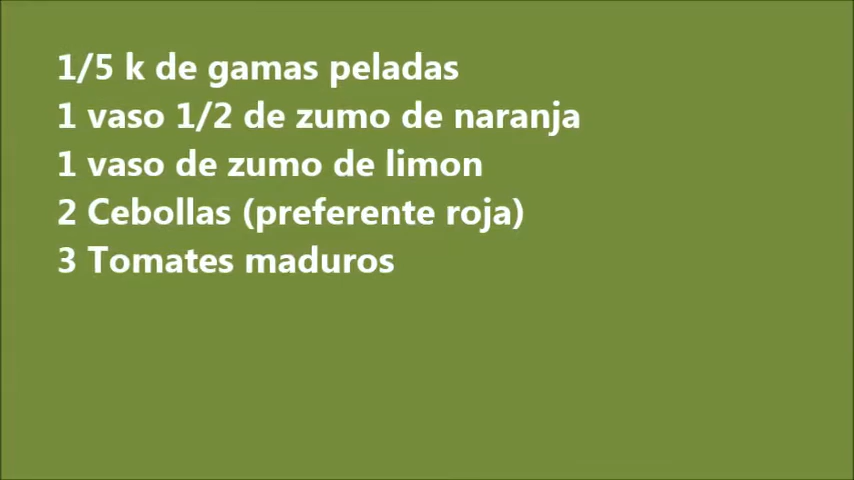 1/5 k de gamas peladas
1 vaso 1/2 de zumo de naranja
1 vaso de zumo de limon
2 Cebollas (preferente roja)
3 Tomates maduros